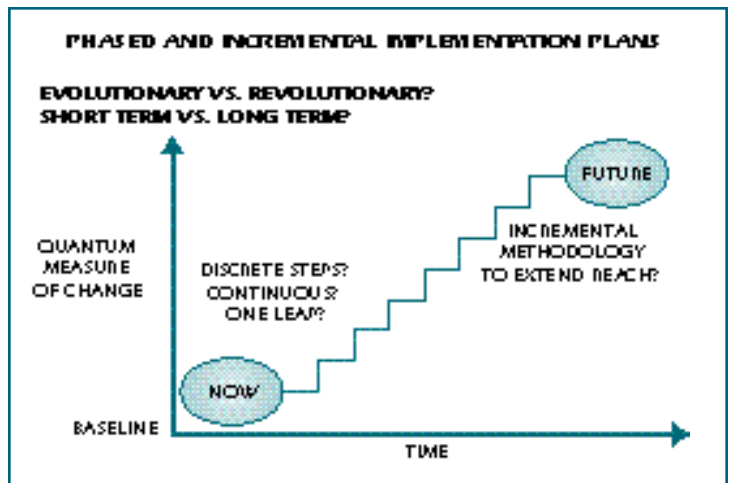 PHASED AND INCREMENTAL IMPLEMENTATION PLANS
EVOLUTIONARY VS. REVOLUTIONARY?
SHORT TERM VS. LONG TERM?
FUTURE
QUANTUM
MEASURE
OF CHANGE
DISCRETE STEPS?
CONTINUOUS?
ONE LEAP?
INCREMENTAL
METHODOLOGY
TO EXTEND REACH?
NOW
BASELINE
TIME